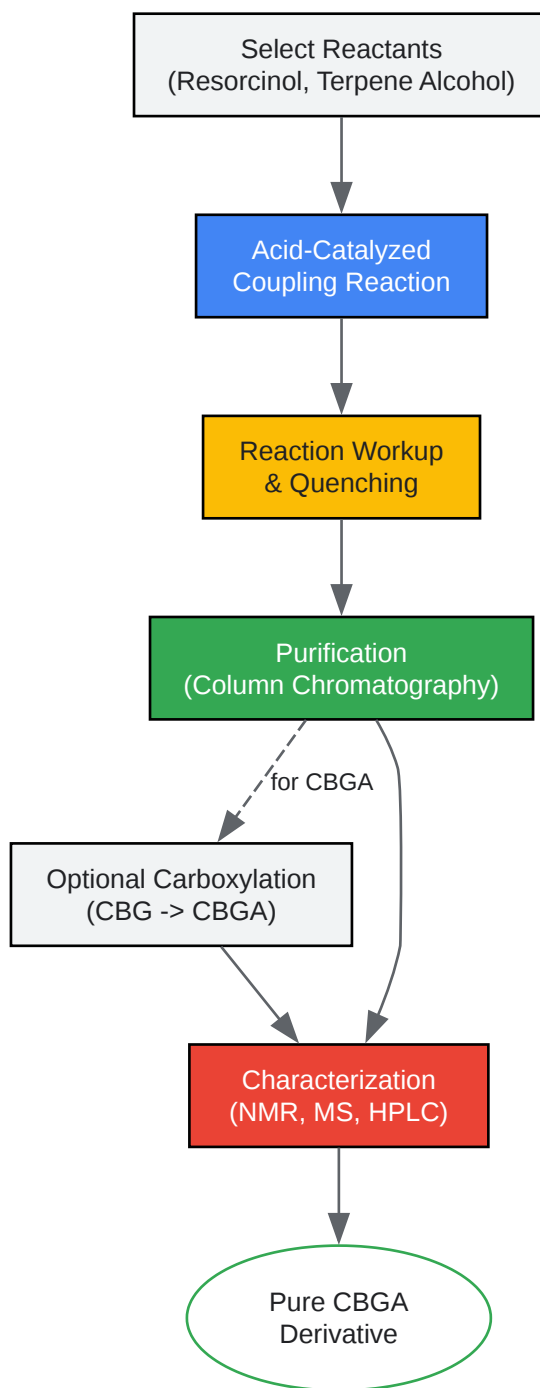 Select Reactants
(Resorcinol, Terpene Alcohol)
Acid-Catalyzed
Coupling Reaction
Reaction Workup
& Quenching
Purification
(Column Chromatography)
for CBGA
Optional Carboxylation
(CBG -> CBGA)
Characterization
(NMR, MS, HPLC)
Pure CBGA
Derivative